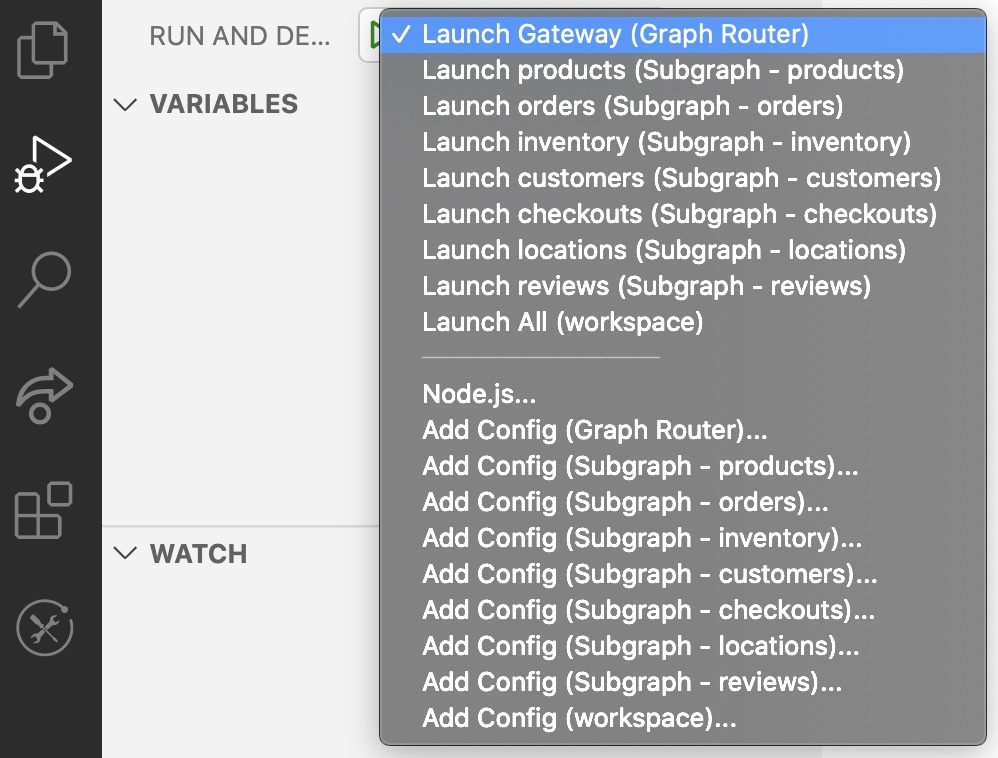 RUN AND DE...
VARIABLES
WATCH
✓ Launch Gateway (Graph Router)
Launch products (Subgraph - products)
Launch orders (Subgraph - orders)
Launch inventory (Subgraph - inventory)
Launch customers (Subgraph - customers)
Launch checkouts (Subgraph - checkouts)
Launch locations (Subgraph - locations)
Launch reviews (Subgraph - reviews)
Launch All (workspace)
Node.js...
Add Config (Graph Router)...
Add Config (Subgraph - products)...
Add Config (Subgraph - orders)...
Add Config (Subgraph - inventory)...
Add Config (Subgraph - customers)...
Add Config (Subgraph - checkouts)...
Add Config (Subgraph - locations)...
Add Config (Subgraph - reviews)...
Add Config (workspace)...